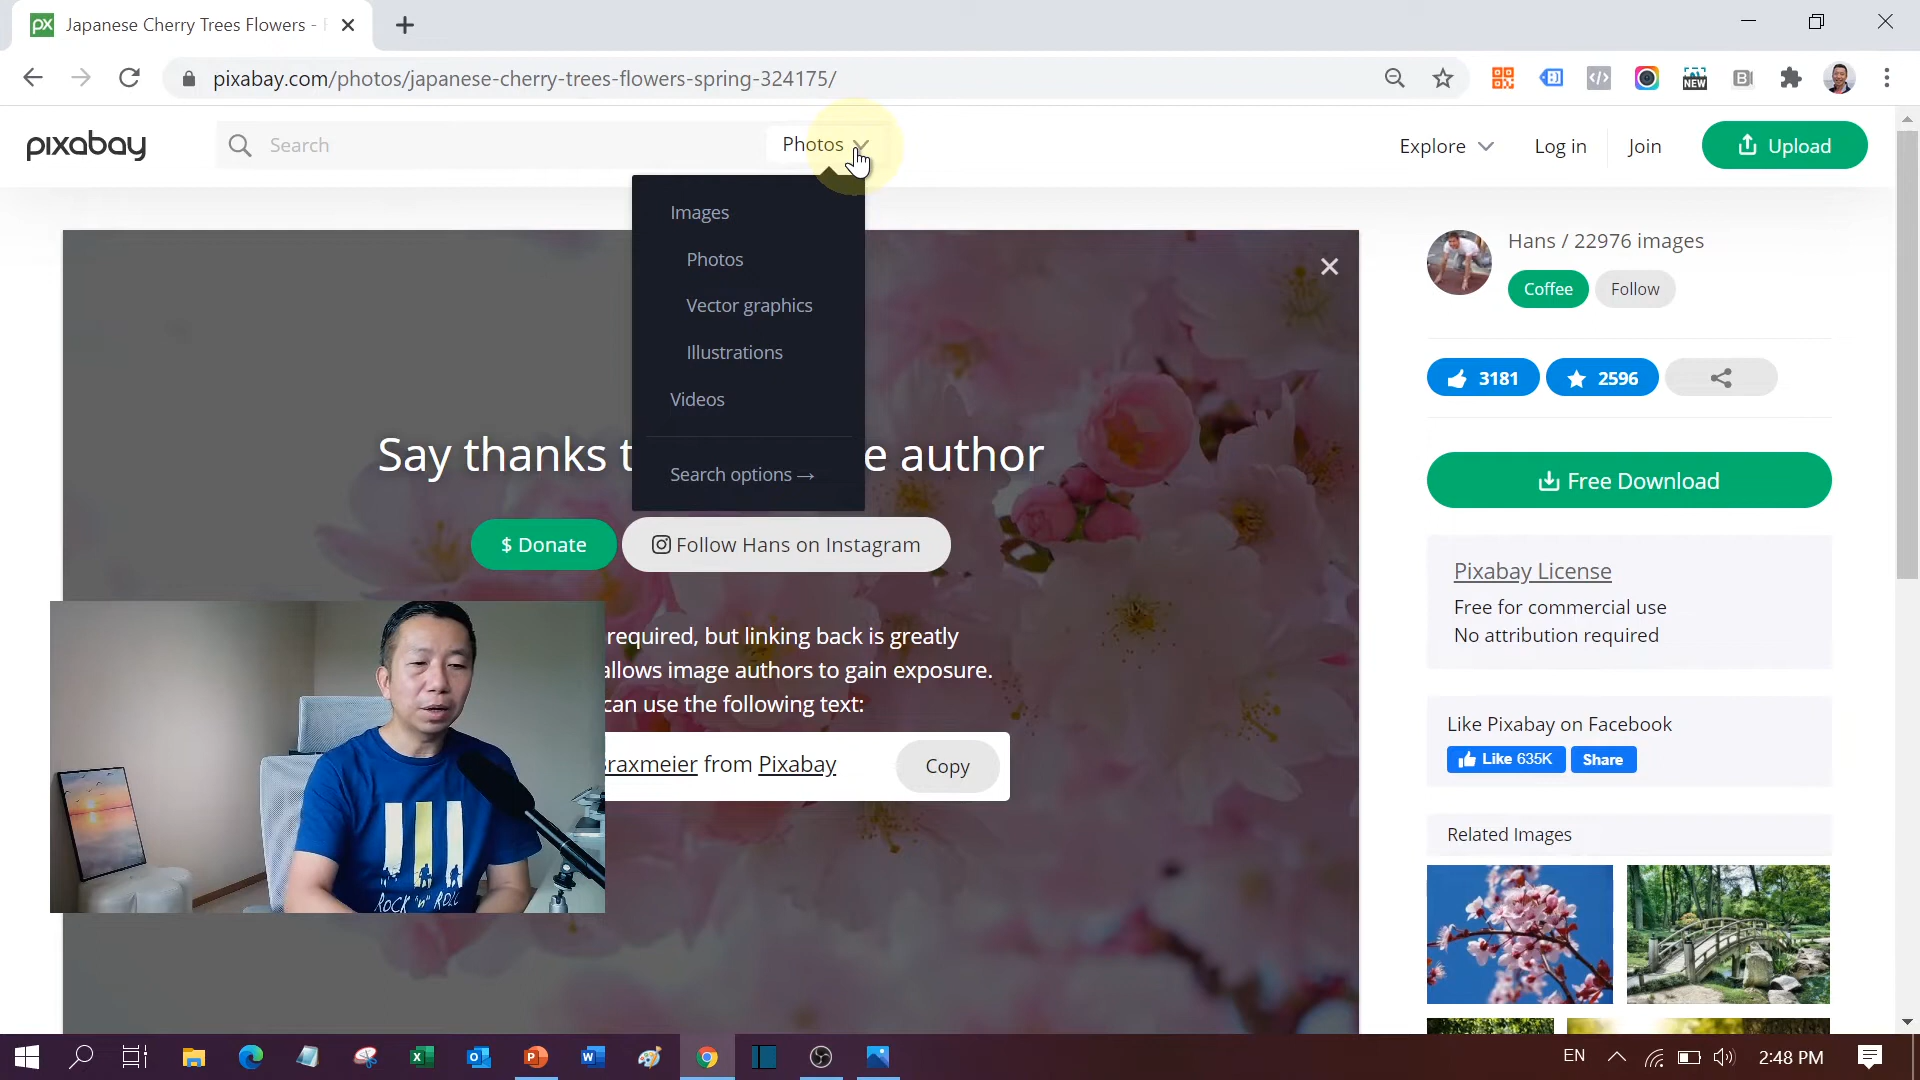 Japanese Cherry Trees Flowers -
pixabay.com/photos/japanese-cherry-trees-flowers-spring-324175/
NEW
pixabay
Search
Photos
Explore
Log in
Join
Upload
Images
Photos
Vector graphics
Illustrations
Videos
Search options →
Say thanks t
e author
$ Donate
Follow Hans on Instagram
required, but linking back is greatly
allows image authors to gain exposure.
can use the following text:
raxmeier from Pixabay
Copy
ROCK "n" ROLL
Hans / 22976 images
Coffee
Follow
3181
2596
Free Download
Pixabay License
Free for commercial use
No attribution required
Like Pixabay on Facebook
Like 635K
Share
Related Images
EN
2:48 PM